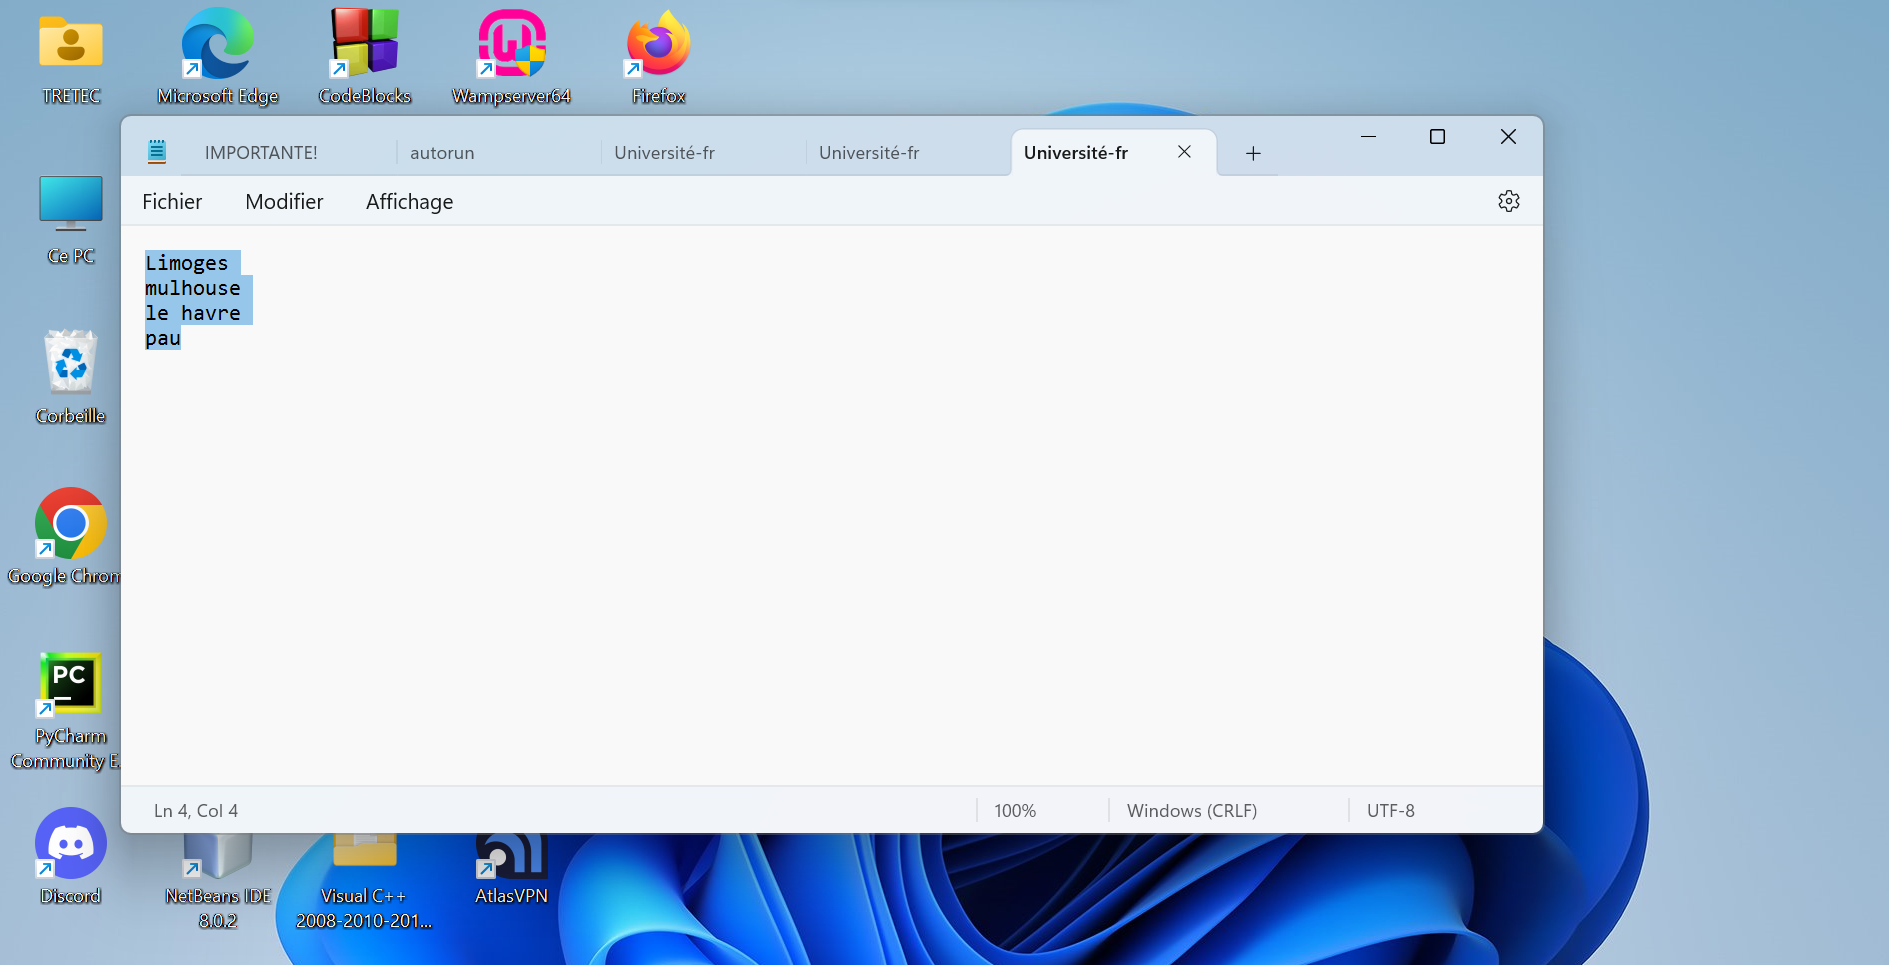 TRETEC
Microsoft Edge
CodeBlocks
Wampserver64
Firefox
IMPORTANTE!
autorun
Université-fr
Université-fr
Université-fr
Fichier Modifier Affichage
Ce PC
Limoges
mulhouse
le havre
pau
Corbeille
Google Chrom
PC
PyCharm
Community E.
Ln 4, Col 4
100%
Windows (CRLF)
UTF-8
Discord
NetBeans IDE
8.0.2
Visual C++
2008-2010-201...
AtlasVPN